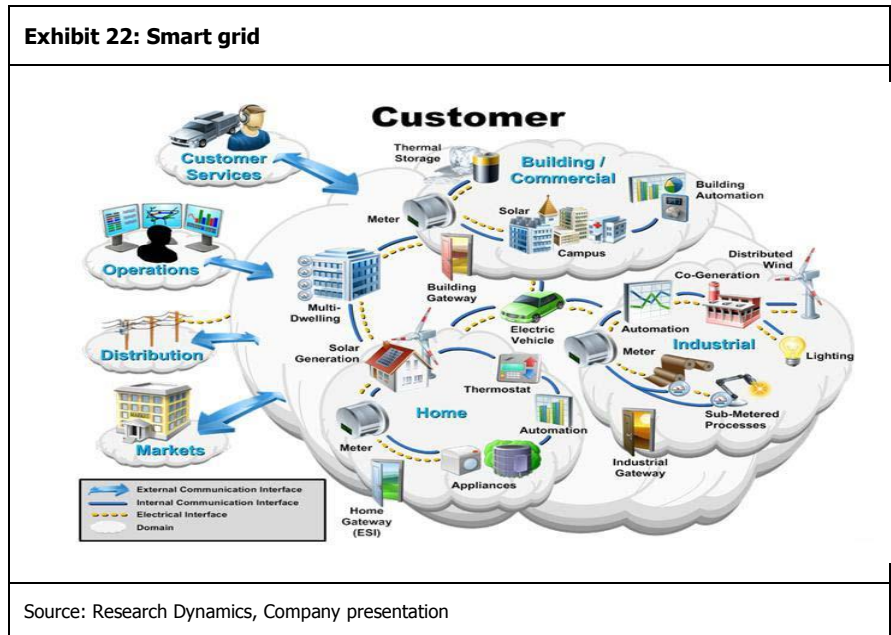 Exhibit 22: Smart grid
Customer
Customer
Services
Operations
Distribution
Markets
Thermal
Storage
Building /
Commercial
Meter
Solar
Campus
Building
Automation
Multi-
Dwelling
Building
Gateway
Electric
Vehicle
Distributed
Wind
Co-Generation
Automation
Industrial
Meter
Lighting
Sub-Metered
Processes
Industrial
Gateway
Solar
Generation
Thermostat
Home
Meter
Automation
Appliances
Home
Gateway
(ESI)
External Communication Interface
Internal Communication Interface
Electrical Interface
Domain
Source: Research Dynamics, Company presentation